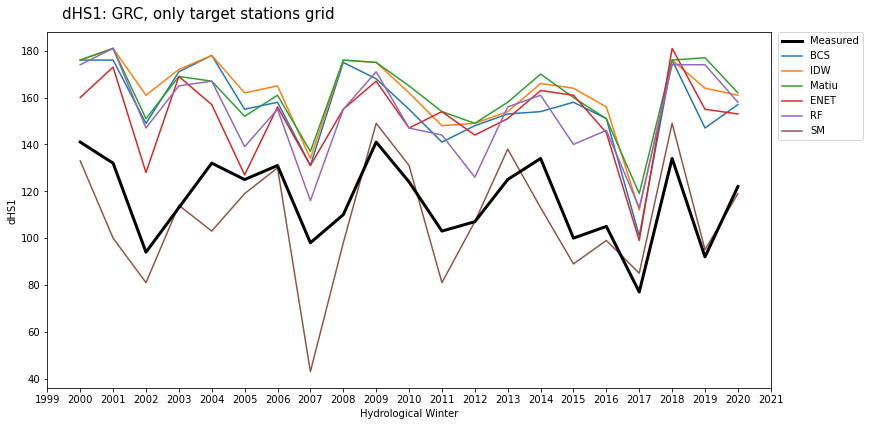 dHS1: GRC, only target stations grid
180
160
140
120
100
80
60
40
dHS1
1999 2000 2001 2002 2003 2004 2005 2006 2007 2008 2009 2010 2011 2012 2013 2014 2015 2016 2017 2018 2019 2020 2021
Hydrological Winter
Measured
BCS
IDW
Matiu
ENET
RF
SM